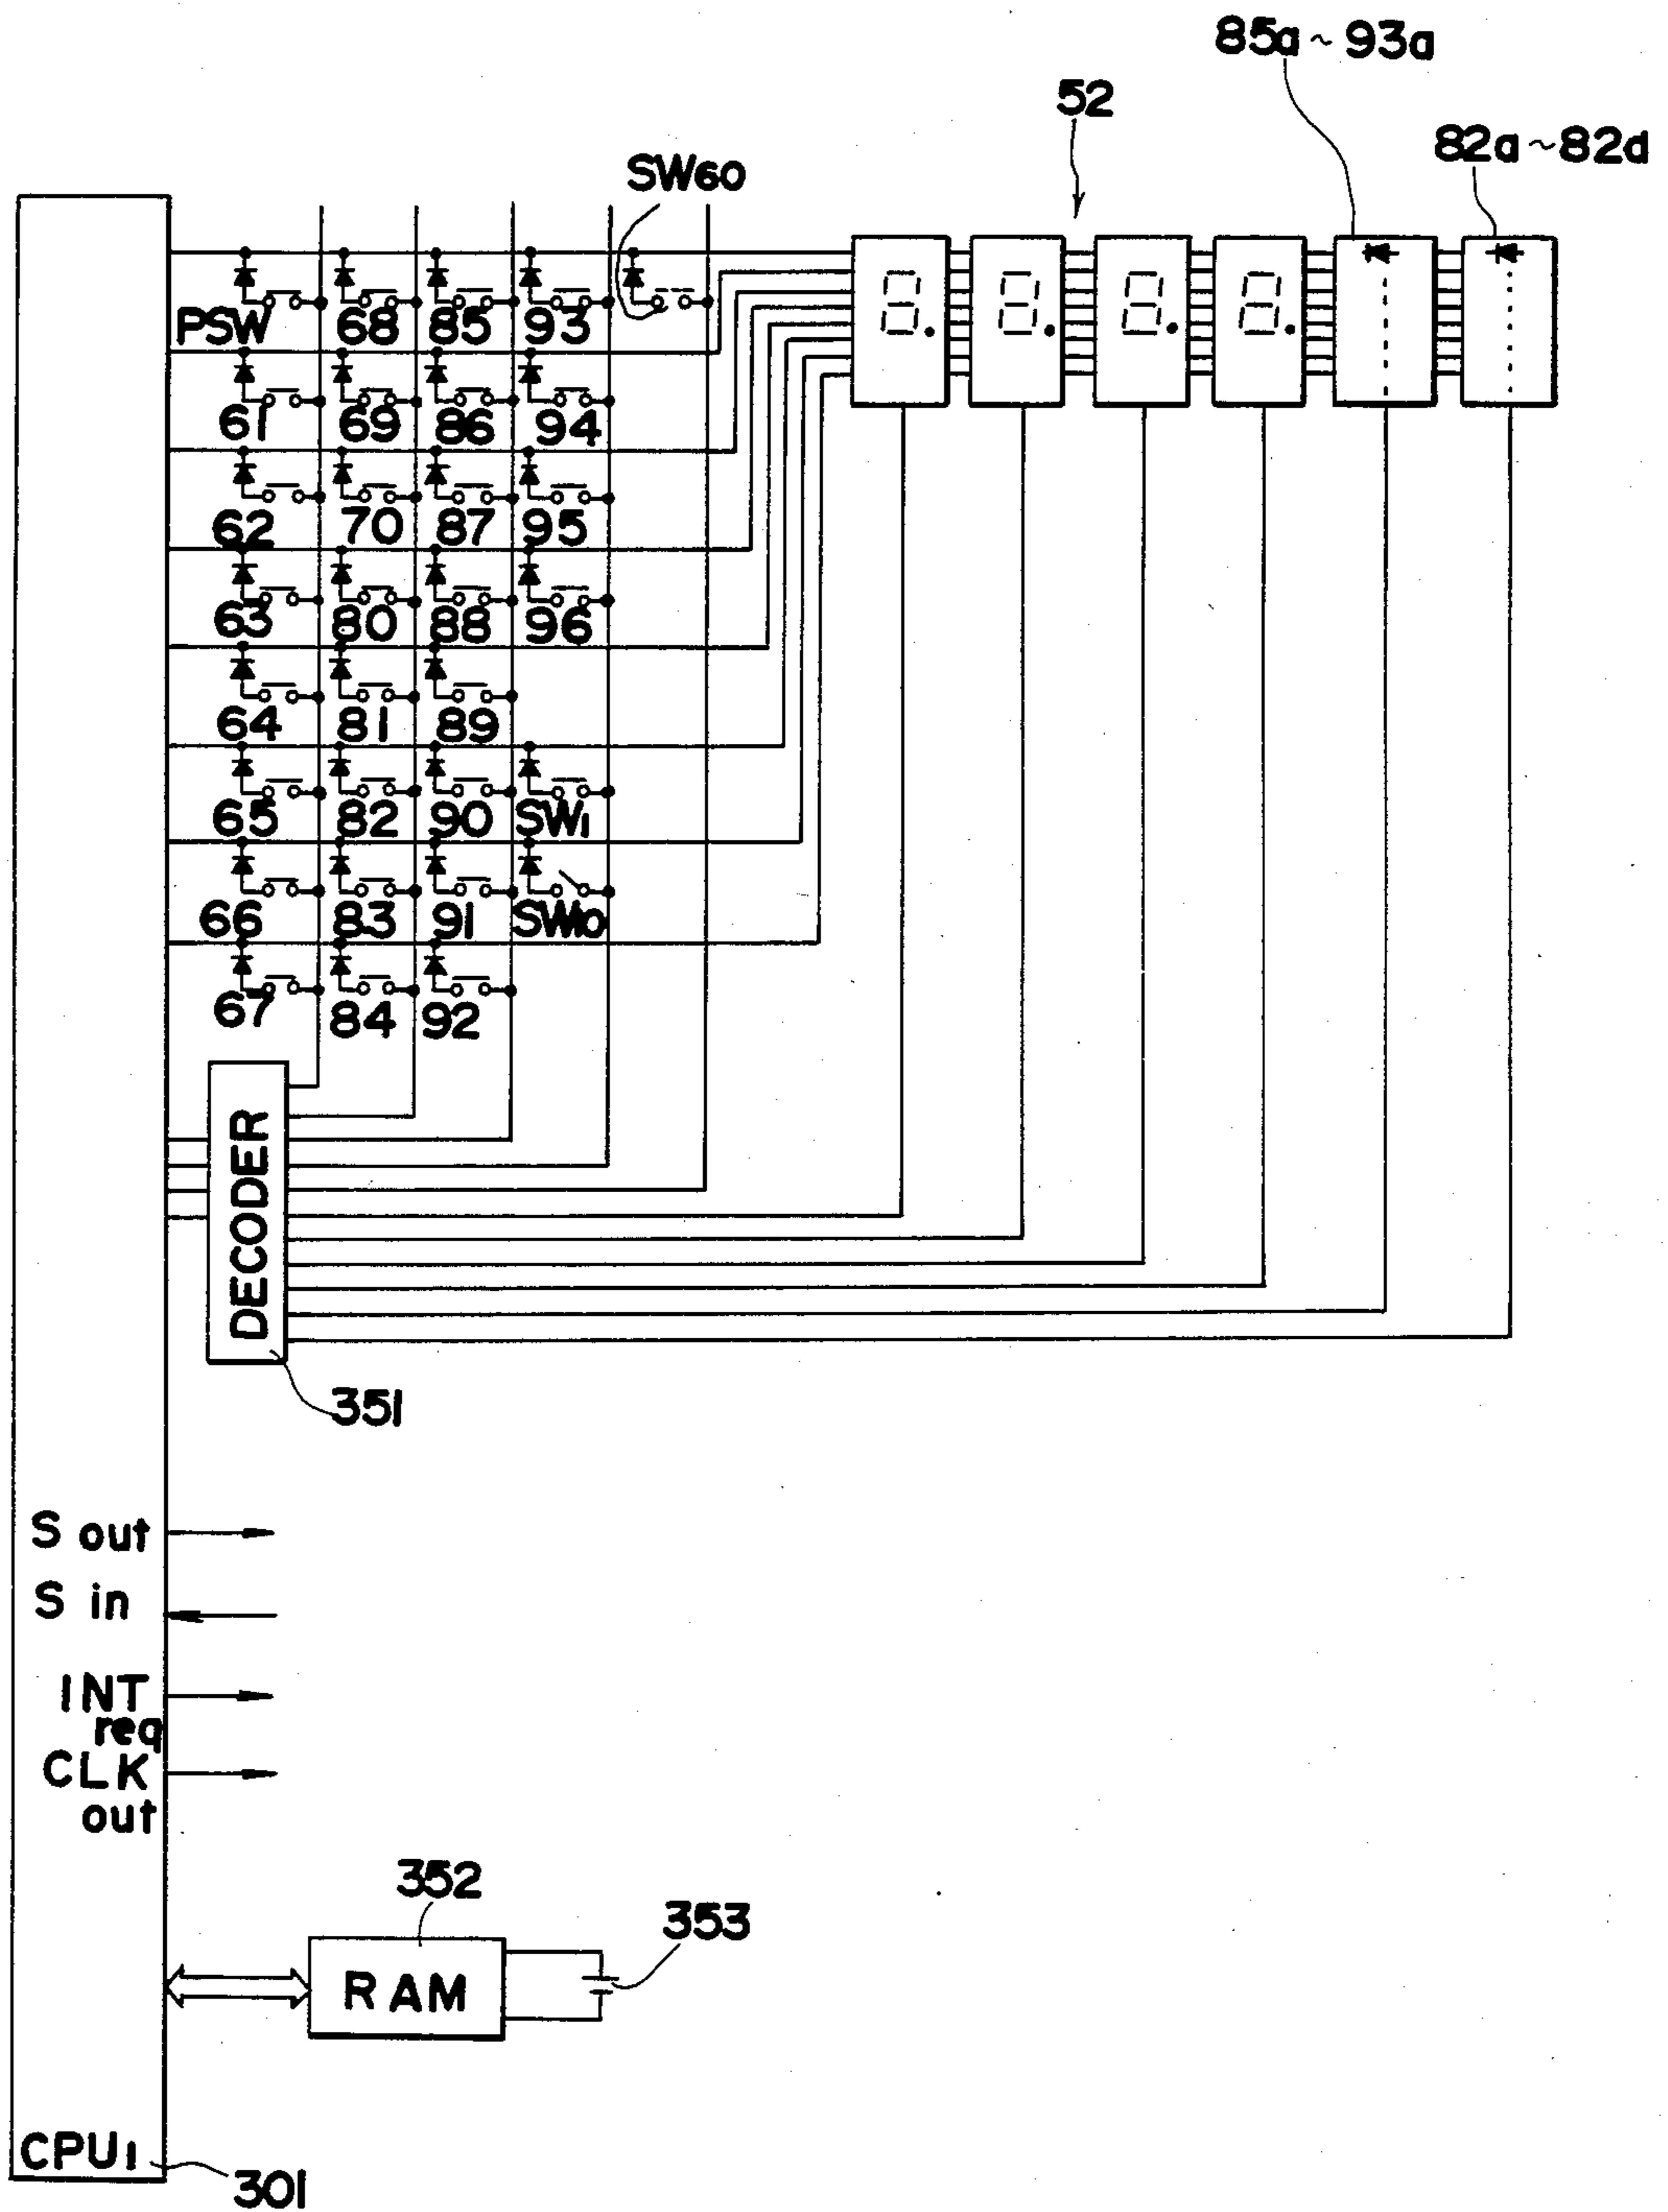 85a~93a
52
82a~82d
SW60
PSW 68 85 93
61 69 86 94
62 70 87 95
63 80 88 96
64 81 89
65 82 90 SW1
66 83 91 SW10
67 84 92
DECODER
351
S out
S in
INT
req
CLK
out
352
353
RAM
CPU1
301